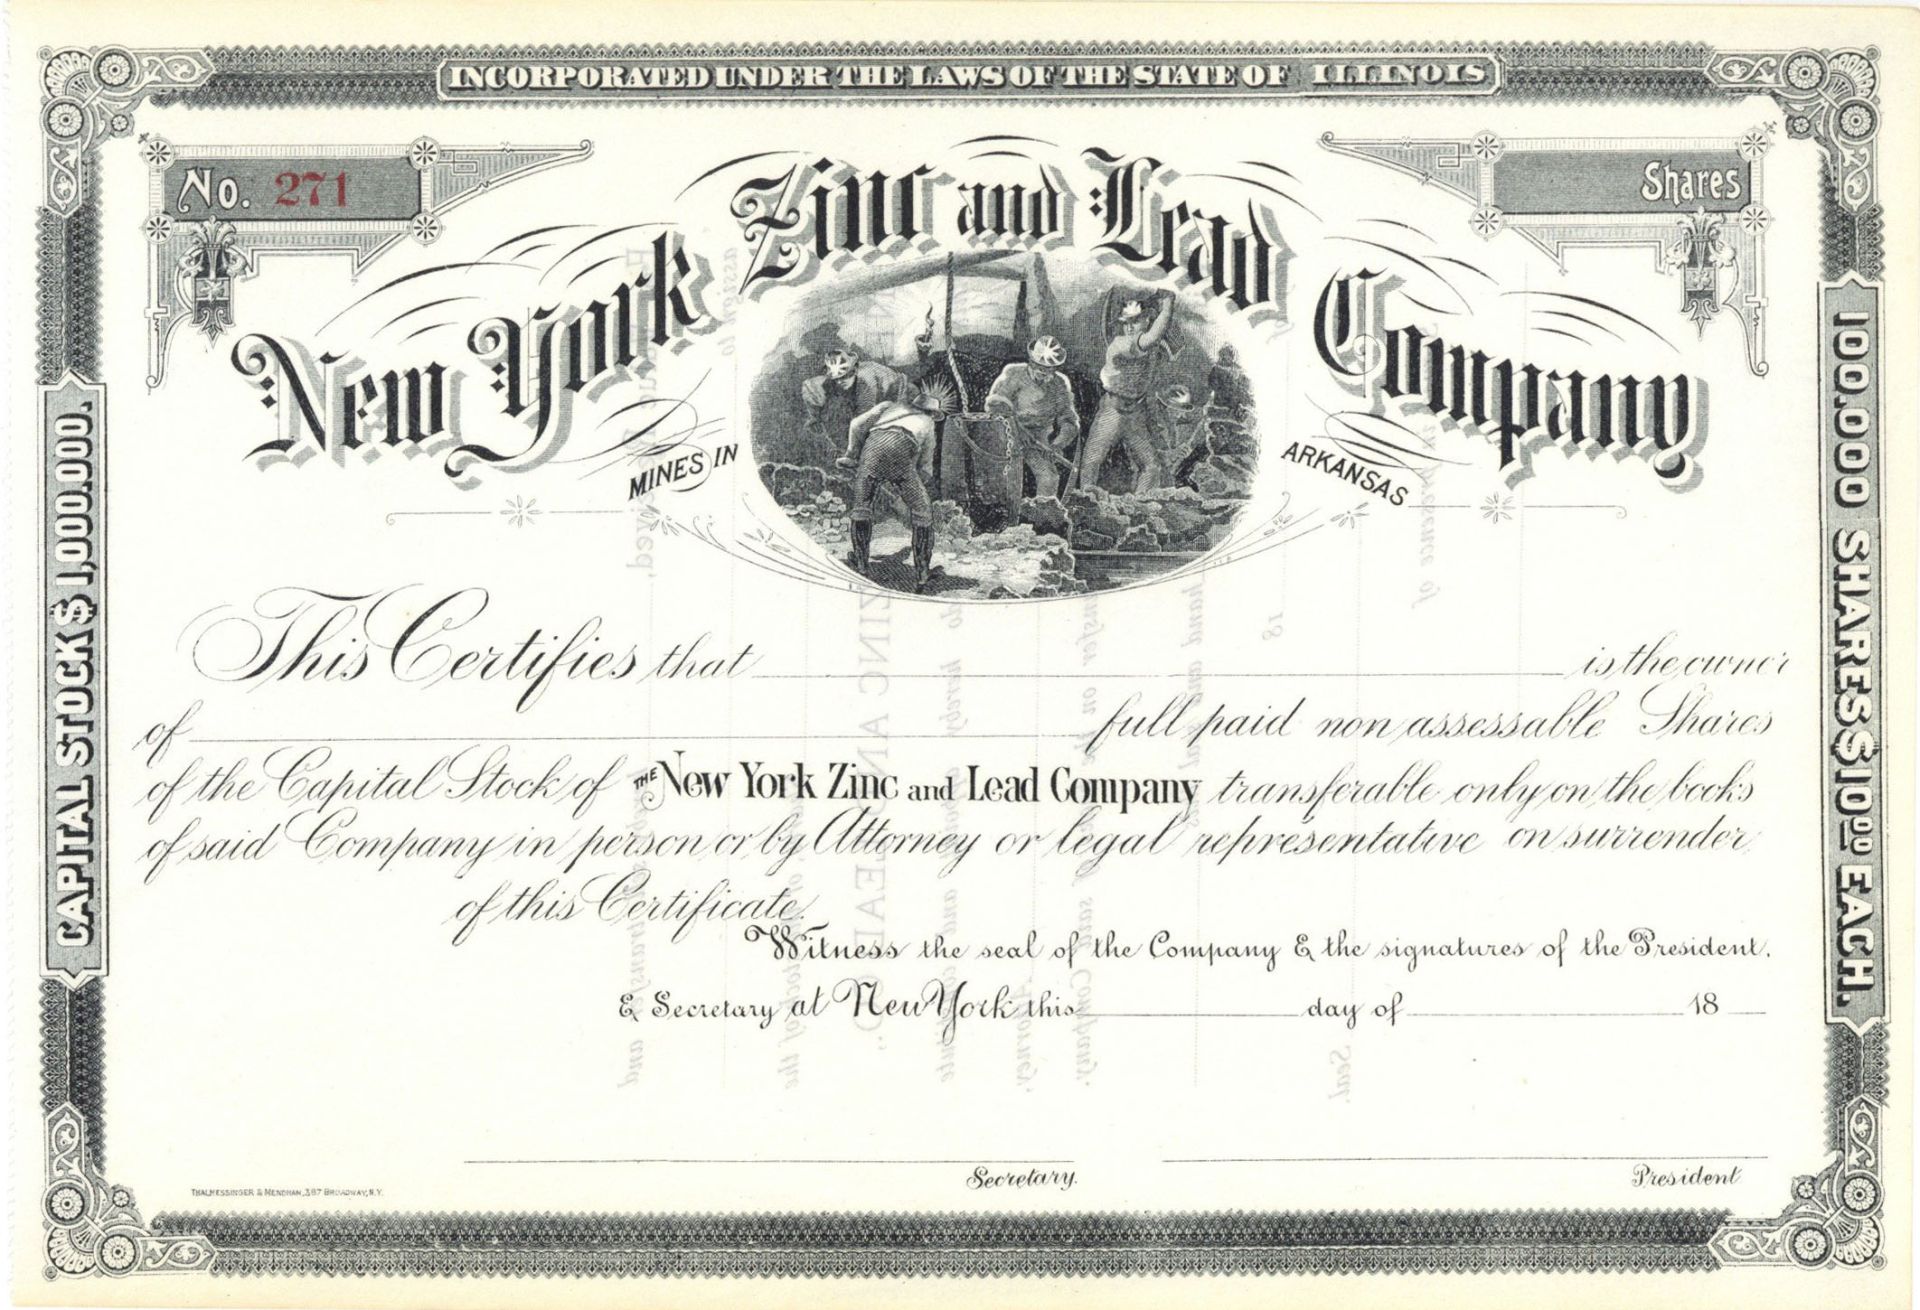 INCORPORATED UNDER THE LAWS OF THE STATE OF ILLINOIS
No. 271
Shares
New York Zinc and Lead Company
MINES IN ARKANSAS
CAPITAL STOCK $1,000,000.
100,000 SHARES $10.00 EACH.
This Certifies that is the owner
of full paid non assessable Shares
of the Capital Stock of THE New York Zinc and Lead Company transferable only on the books
of said Company in person or by Attorney or legal representative on surrender
of this Certificate.
Witness the seal of the Company & the signatures of the President.
& Secretary at New York this day of 18
Secretary.
President
THALMESSINGER & MENDHAM, 387 BROADWAY, N.Y.